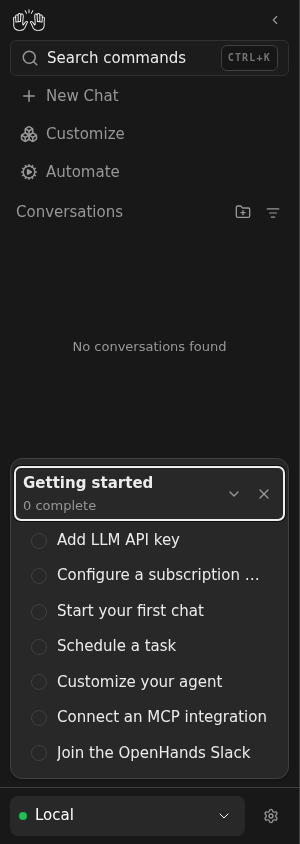 Search commands
CTRL+K
New Chat
Customize
Automate
Conversations
No conversations found
Getting started
0 complete
Add LLM API key
Configure a subscription ...
Start your first chat
Schedule a task
Customize your agent
Connect an MCP integration
Join the OpenHands Slack
Local